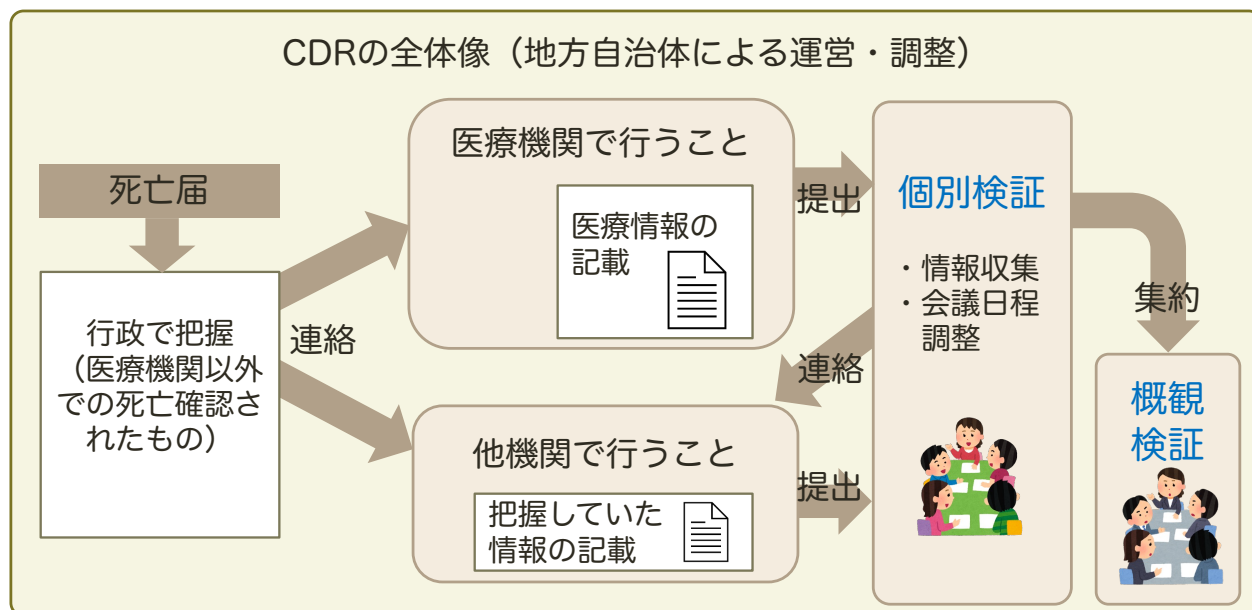 CDRの全体像（地方自治体による運営・調整）
死亡届
行政で把握
（医療機関以外
での死亡確認さ
れたもの）
連絡
医療機関で行うこと
医療情報の
記載
提出
他機関で行うこと
把握していた
情報の記載
連絡
提出
個別検証
・情報収集
・会議日程
調整
集約
概観
検証